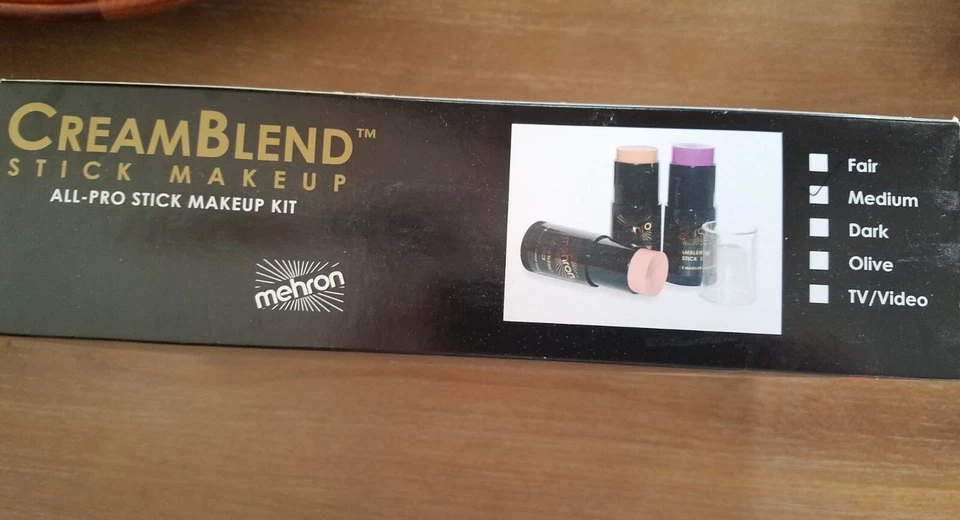 CREAMBLEND™
STICK MAKEUP
ALL-PRO STICK MAKEUP KIT
mehron
Fair
Medium
Dark
Olive
TV/Video